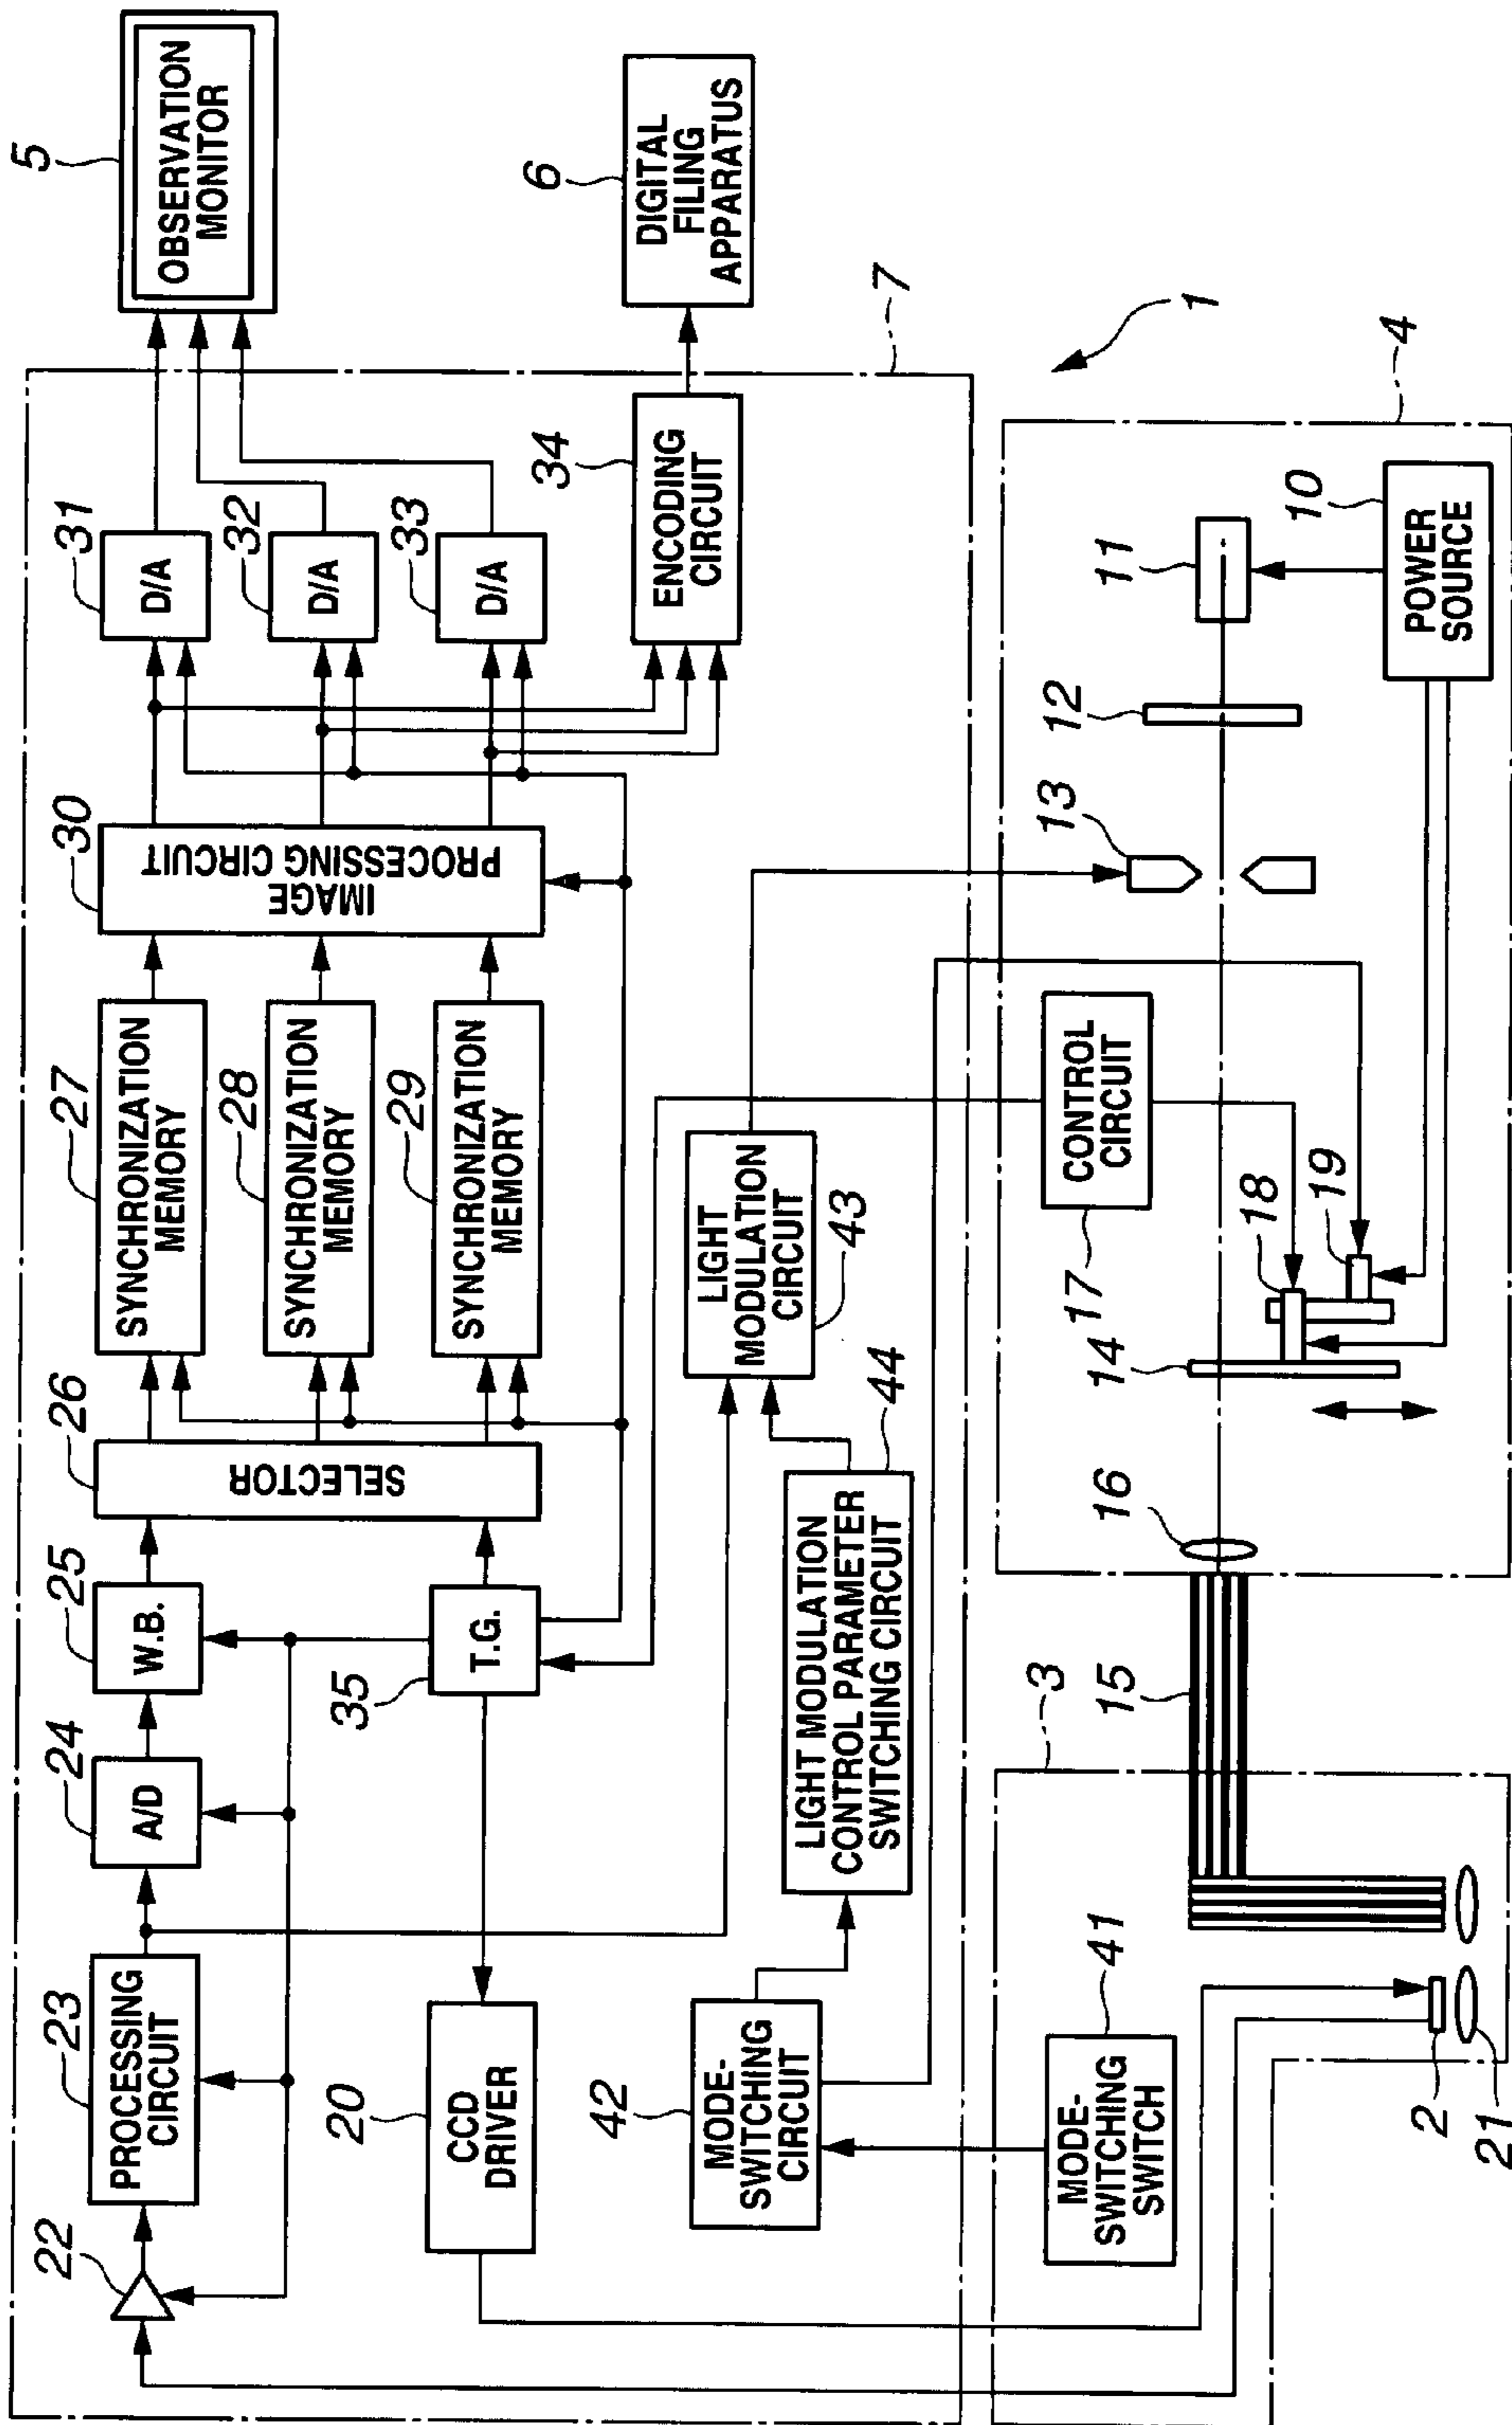 5
OBSERVATION
MONITOR
6
DIGITAL
FILING
APPARATUS
7
1
22
23
PROCESSING
CIRCUIT
24
A/D
25
W.B.
26
SELECTOR
27
SYNCHRONIZATION
MEMORY
28
SYNCHRONIZATION
MEMORY
29
SYNCHRONIZATION
MEMORY
30
IMAGE
PROCESSING CIRCUIT
31
D/A
32
D/A
33
D/A
34
ENCODING
CIRCUIT
20
CCD
DRIVER
35
T.G.
42
MODE-
SWITCHING
CIRCUIT
44
LIGHT MODULATION
CONTROL PARAMETER
SWITCHING CIRCUIT
43
LIGHT
MODULATION
CIRCUIT
41
MODE-
SWITCHING
SWITCH
3
15
2
21
16
14
17
CONTROL
CIRCUIT
18
19
13
12
11
10
POWER
SOURCE
4